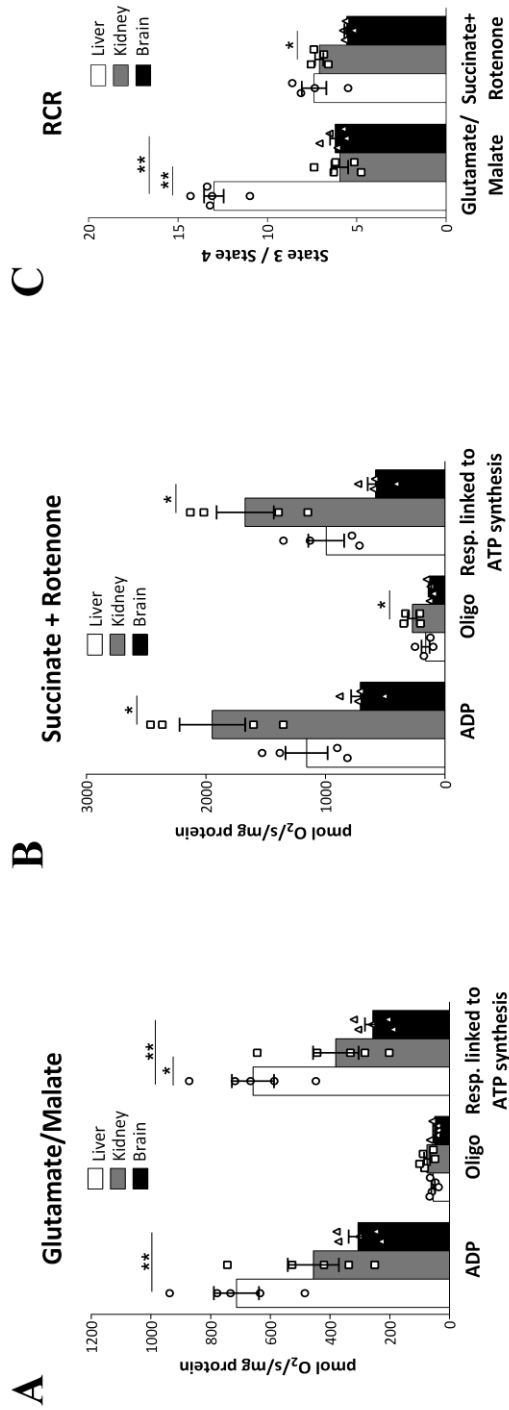 A
Glutamate/Malate
Liver
Kidney
Brain
pmol O₂/s/mg protein
1200
1000
800
600
400
200
0
**
**
*
ADP
Oligo
Resp. linked to
ATP synthesis
B
Succinate + Rotenone
Liver
Kidney
Brain
pmol O₂/s/mg protein
3000
2000
1000
0
*
*
*
ADP
Oligo
Resp. linked to
ATP synthesis
C
RCR
Liver
Kidney
Brain
State 3 / State 4
20
15
10
5
0
**
**
*
Glutamate/
Malate
Succinate+
Rotenone